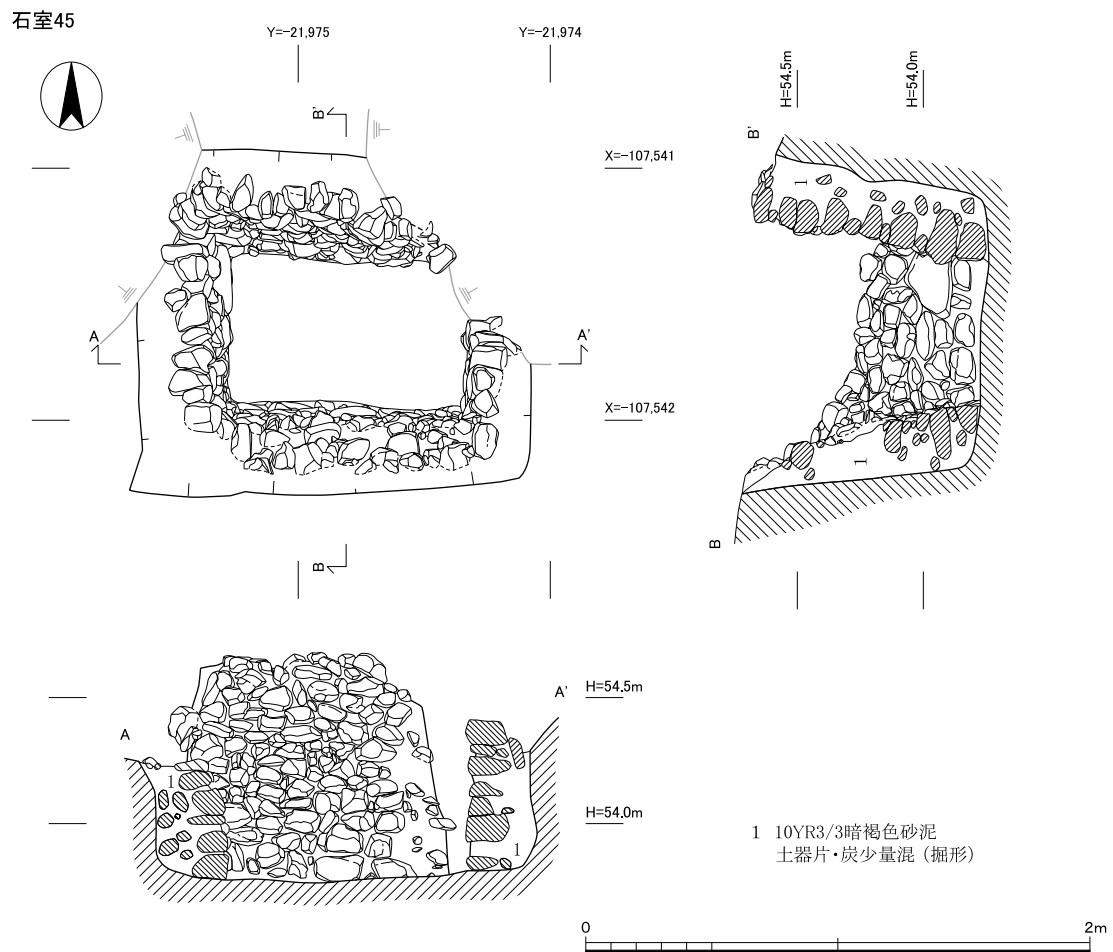 石室45
Y=-21,975
Y=-21,974
H=54.5m
H=54.0m
B'
B'
X=-107,541
1
A
A'
X=-107,542
1
B
B
A'
H=54.5m
A
1
H=54.0m
1
1 10YR3/3暗褐色砂泥
土器片・炭少量混（掘形）
0
2m